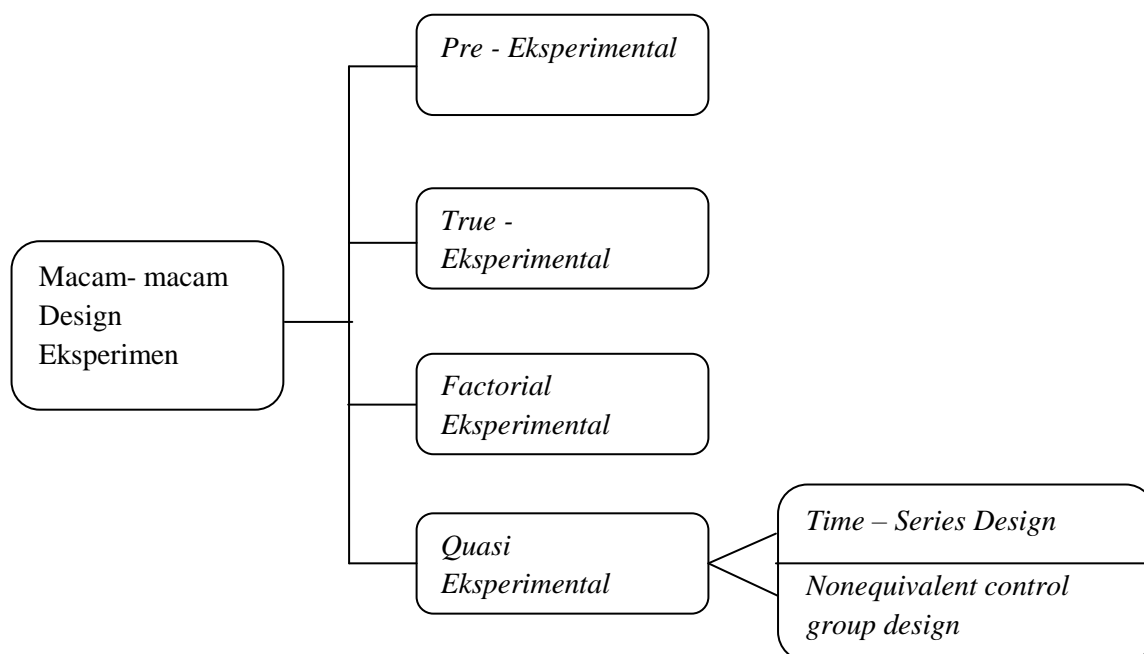 Pre - Eksperimental
True -
Eksperimental
Macam- macam
Design
Eksperimen
Factorial
Eksperimental
Quasi
Eksperimental
Time – Series Design
Nonequivalent control
group design